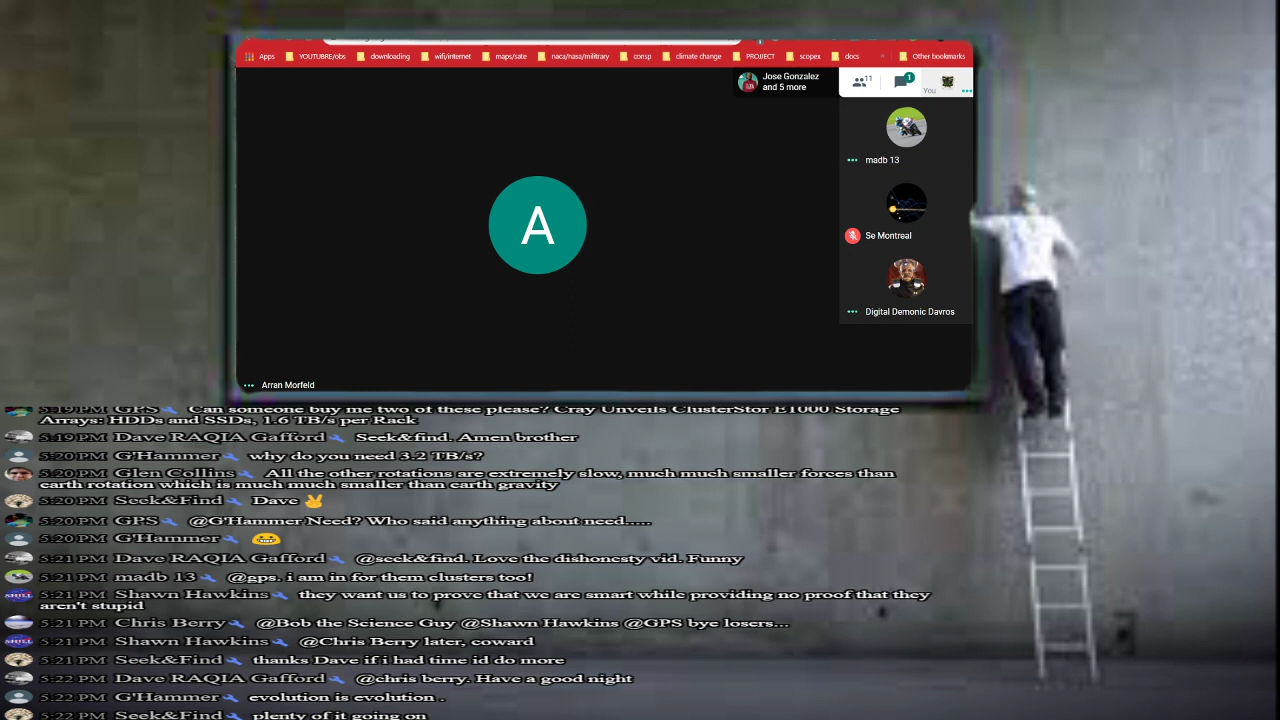 Apps YOUTUBRE/obs downloading wifi/internet maps/sate naca/nasa/militrary consp climate change PROJJECT scopex docs Other bookmarks
Jose Gonzalez
and 5 more
11
1
You
madb 13
A
Se Montreal
Digital Demonic Davros
Arran Morfeld
5:19 PM GPS Can someone buy me two of these please? Cray Unveils ClusterStor E1000 Storage
Arrays: HDDs and SSDs, 1.6 TB/s per Rack
5:19 PM Dave RAQIA Gafford Seek&find. Amen brother
5:20 PM G'Hammer why do you need 3.2 TB/s?
5:20 PM Glen Collins All the other rotations are extremely slow, much much smaller forces than
earth rotation which is much much smaller than earth gravity
5:20 PM Seek&Find Dave ✌
5:20 PM GPS @G'Hammer Need? Who said anything about need.....
5:20 PM G'Hammer 😁
5:21 PM Dave RAQIA Gafford @seek&find. Love the dishonesty vid. Funny
5:21 PM madb 13 @gps. i am in for them clusters too!
SHILL 5:21 PM Shawn Hawkins they want us to prove that we are smart while prviding no proof that they
aren't stupid
5:21 PM Chris Berry @Bob the Science Guy @Shawn Hawkins @GPS bye losers...
SHILL 5:21 PM Shawn Hawkins @Chris Berry later, coward
5:21 PM Seek&Find thanks Dave if i had time id do more
5:22 PM Dave RAQIA Gafford @chris berry. Have a good night
5:22 PM G'Hammer evolution is evolution .
5:22 PM Seek&Find plenty of it going on